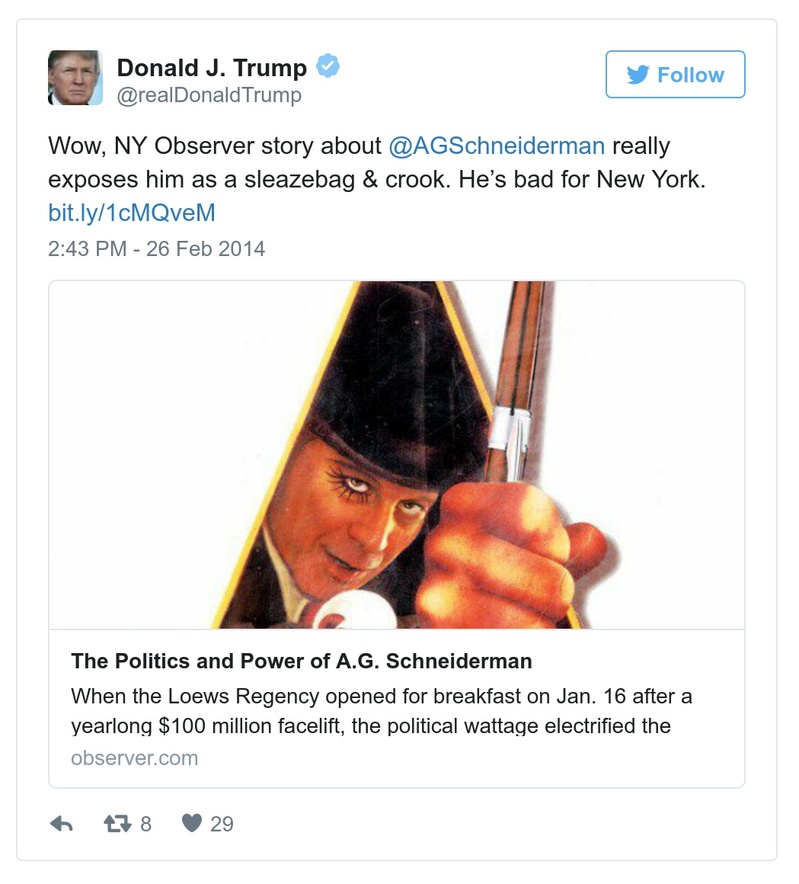 Donald J. Trump
Follow
@realDonaldTrump
Wow, NY Observer story about @AGSchneiderman really
exposes him as a sleazebag & crook. He’s bad for New York.
bit.ly/1cMQveM
2:43 PM - 26 Feb 2014
The Politics and Power of A.G. Schneiderman
When the Loews Regency opened for breakfast on Jan. 16 after a
yearlong $100 million facelift, the political wattage electrified the
observer.com
8
29